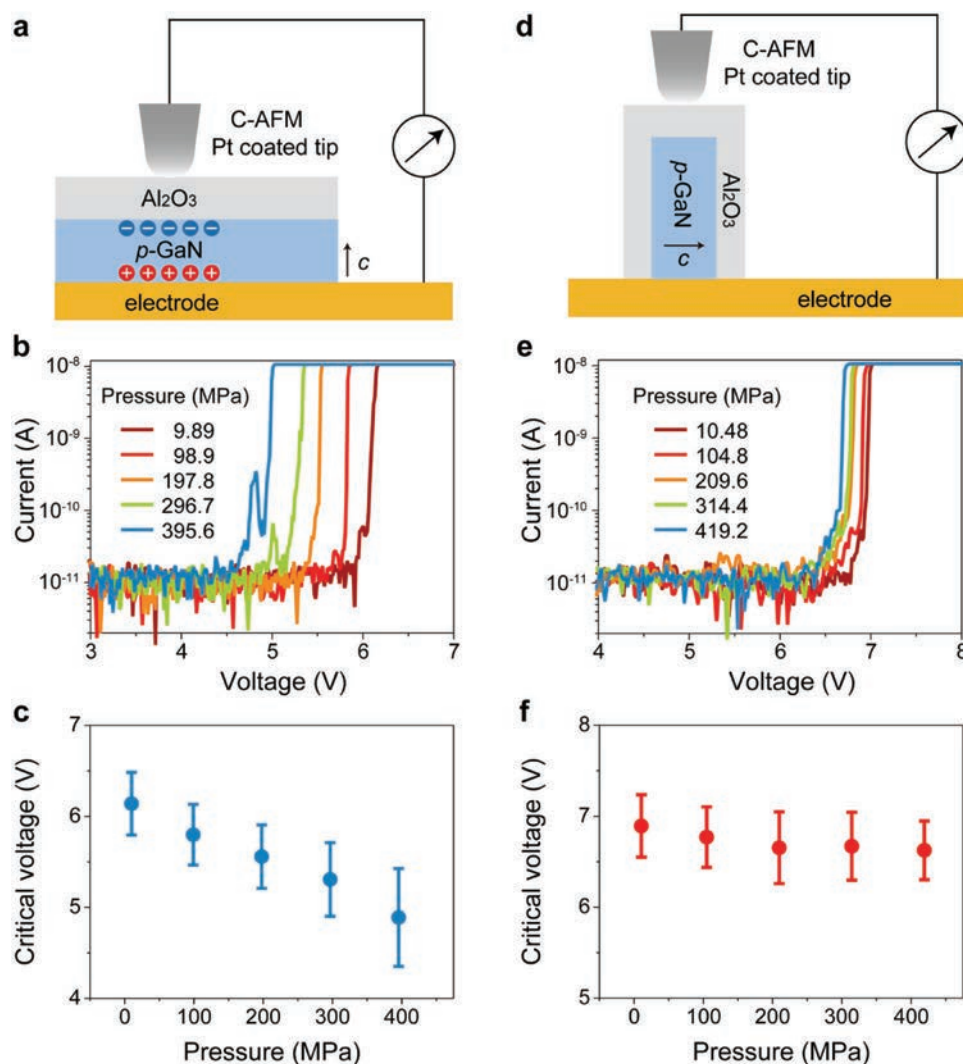 a
C-AFM
Pt coated tip
Al₂O₃
p-GaN
c
electrode
b
10⁻⁸
10⁻⁹
10⁻¹⁰
10⁻¹¹
Current (A)
Pressure (MPa)
9.89
98.9
197.8
296.7
395.6
3 4 5 6 7
Voltage (V)
c
7
6
5
4
Critical voltage (V)
0 100 200 300 400
Pressure (MPa)
d
C-AFM
Pt coated tip
p-GaN
c
Al₂O₃
electrode
e
10⁻⁸
10⁻⁹
10⁻¹⁰
10⁻¹¹
Current (A)
Pressure (MPa)
10.48
104.8
209.6
314.4
419.2
4 5 6 7 8
Voltage (V)
f
8
7
6
5
Critical voltage (V)
0 100 200 300 400
Pressure (MPa)